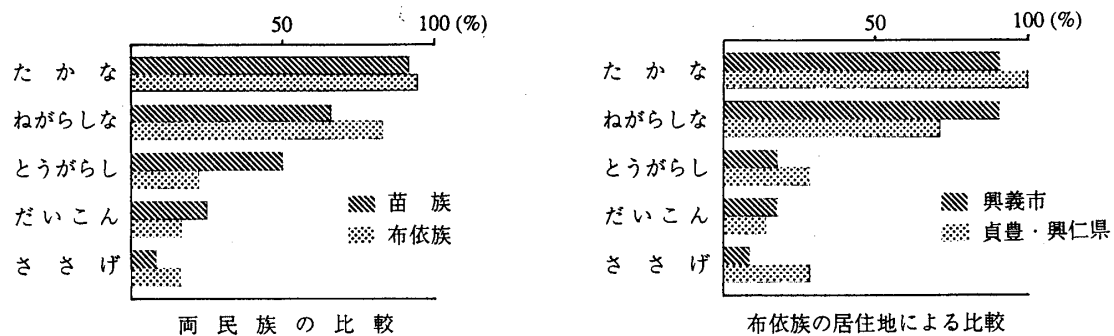 50 100 (%)
たかな
ねがらしな
とうがらし
だいこん
ささげ
苗族
布依族
両民族の比較
50 100 (%)
たかな
ねがらしな
とうがらし
だいこん
ささげ
興義市
貞豊・興仁県
布依族の居住地による比較